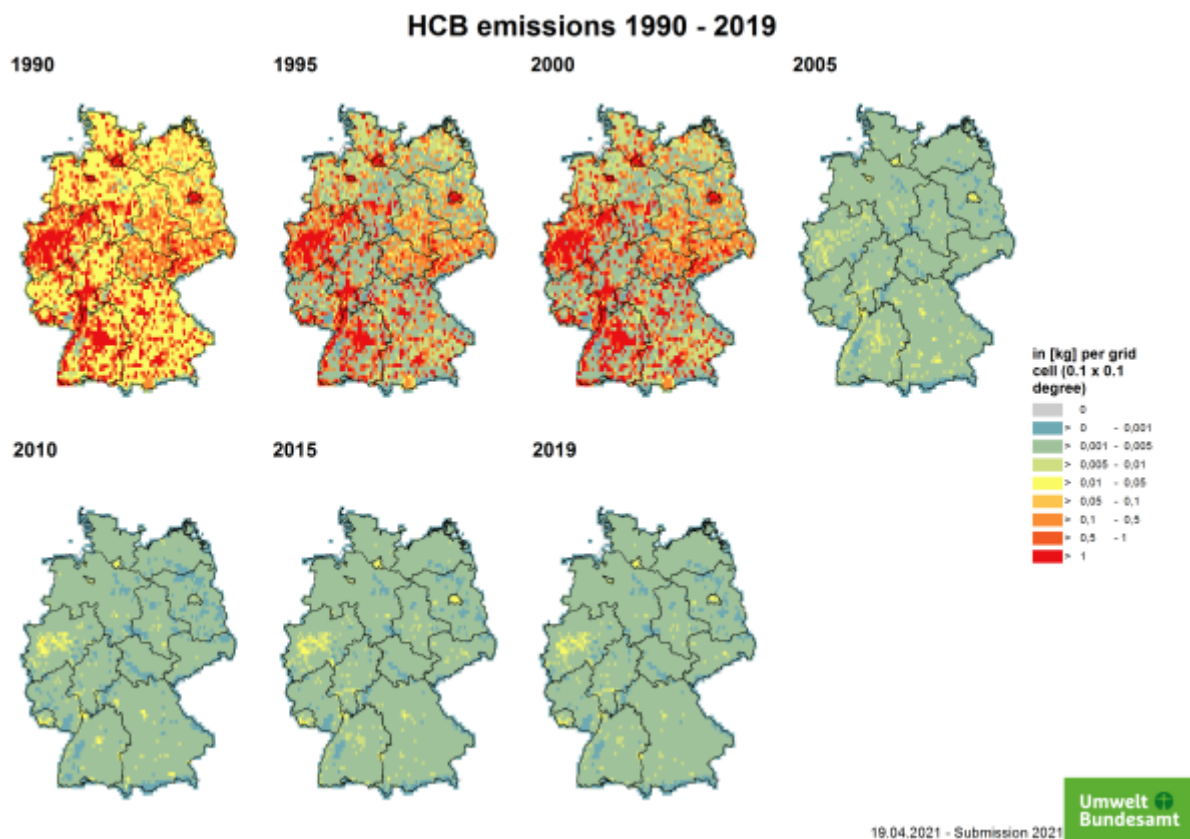 HCB emissions 1990 - 2019
1990
1995
2000
2005
in [kg] per grid
cell (0.1 x 0.1
degree)
0
> 0 - 0,001
> 0,001 - 0,005
> 0,005 - 0,01
> 0,01 - 0,05
> 0,05 - 0,1
> 0,1 - 0,5
> 0,5 - 1
> 1
2010
2015
2019
Umwelt
Bundesamt
19.04.2021 - Submission 2021